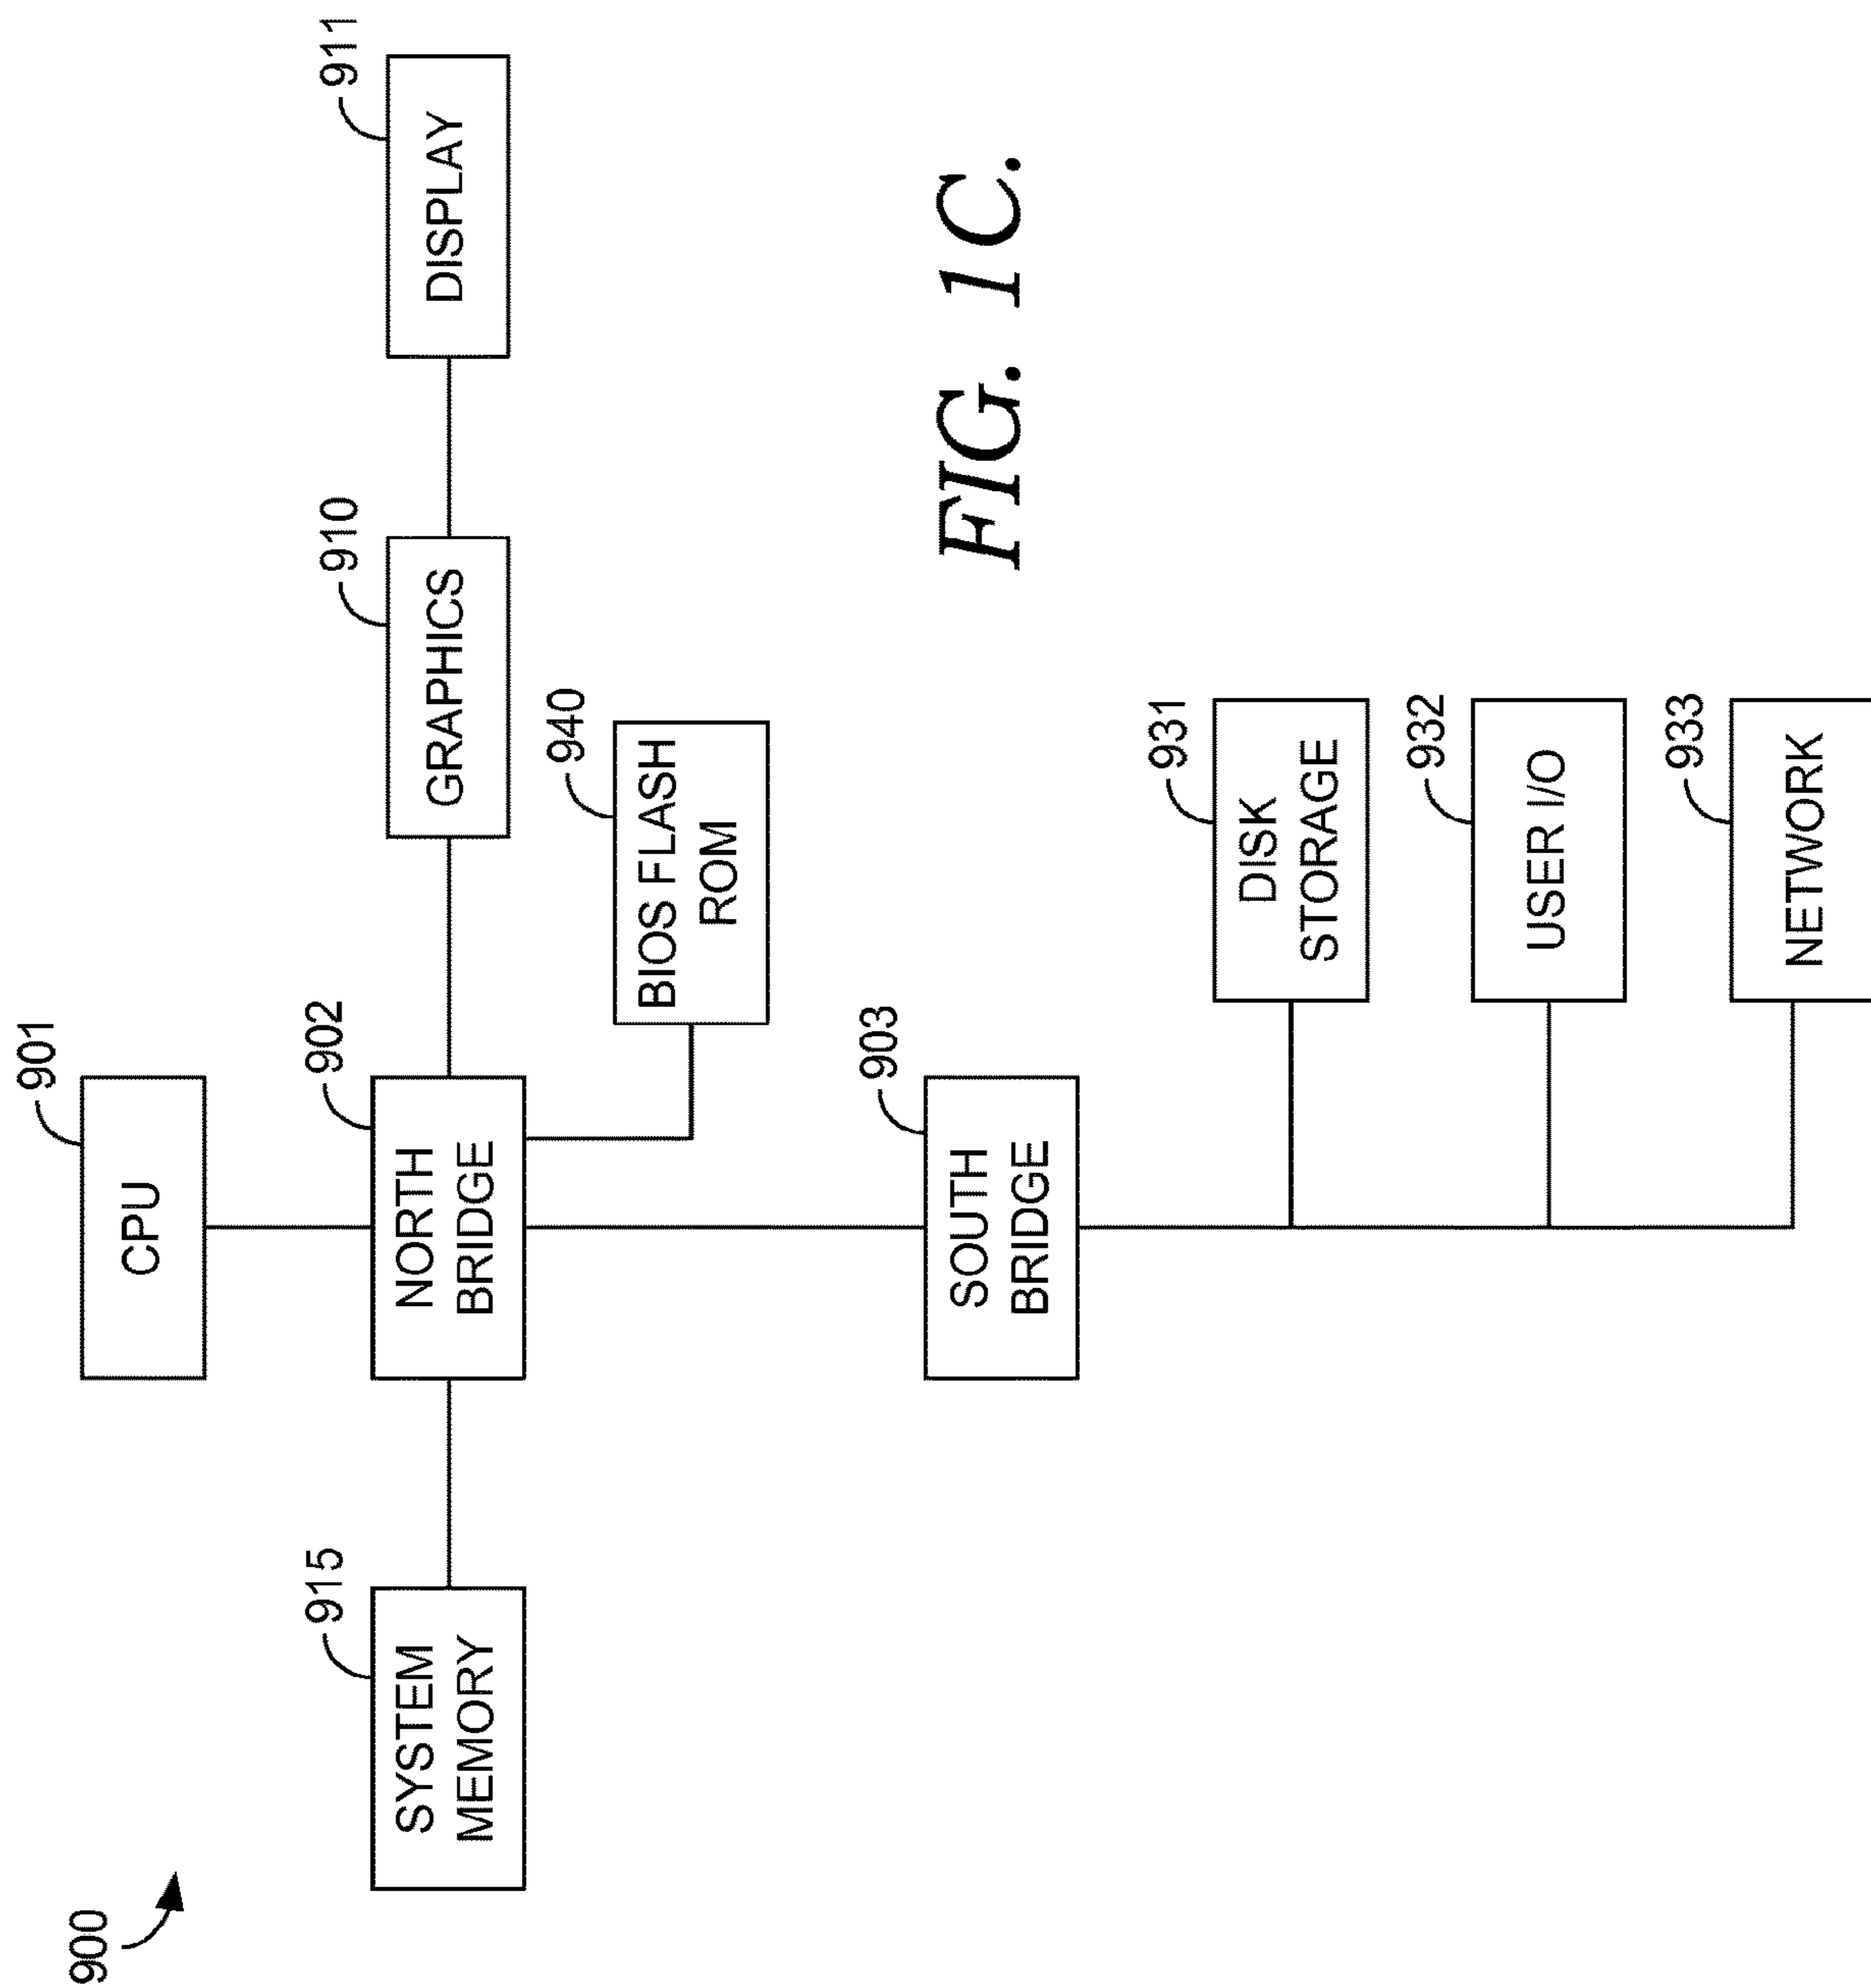 900
901
CPU
915
SYSTEM
MEMORY
902
NORTH
BRIDGE
910
GRAPHICS
911
DISPLAY
940
BIOS FLASH
ROM
903
SOUTH
BRIDGE
931
DISK
STORAGE
932
USER I/O
933
NETWORK
FIG. 1C.